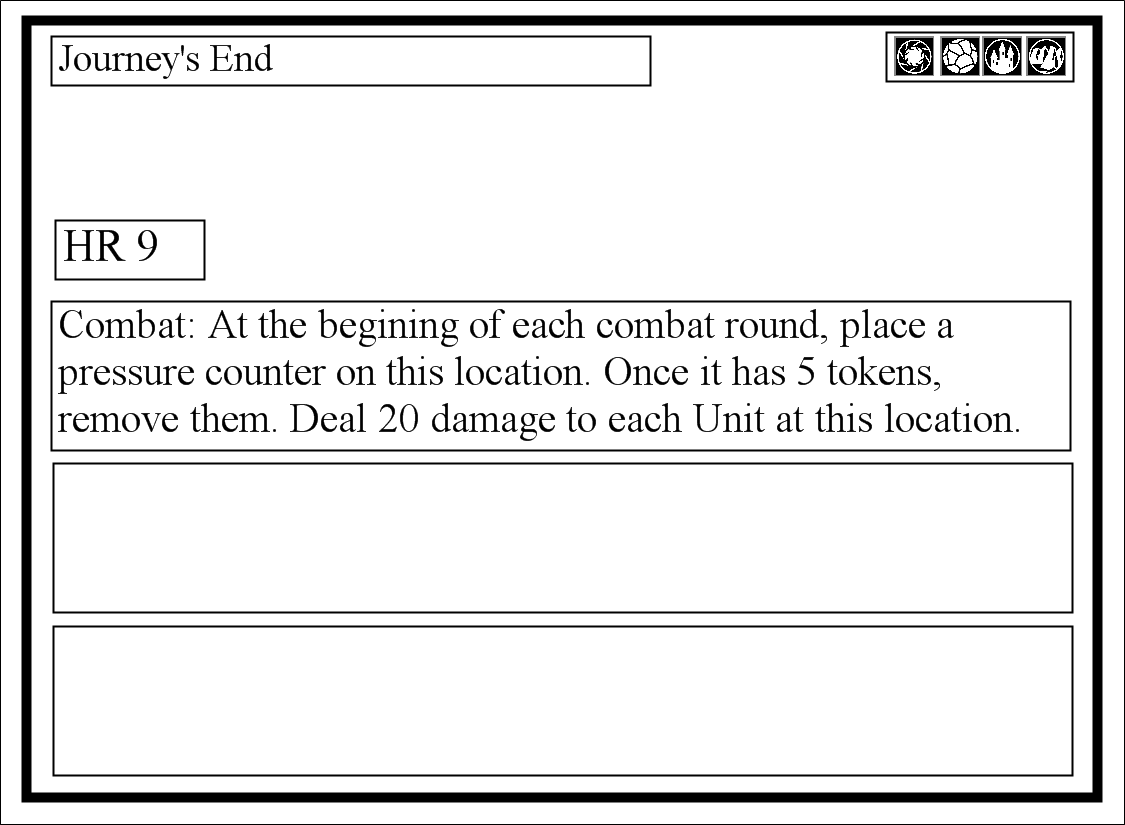 Journey's End
HR 9
Combat: At the begining of each combat round, place a
pressure counter on this location. Once it has 5 tokens,
remove them. Deal 20 damage to each Unit at this location.